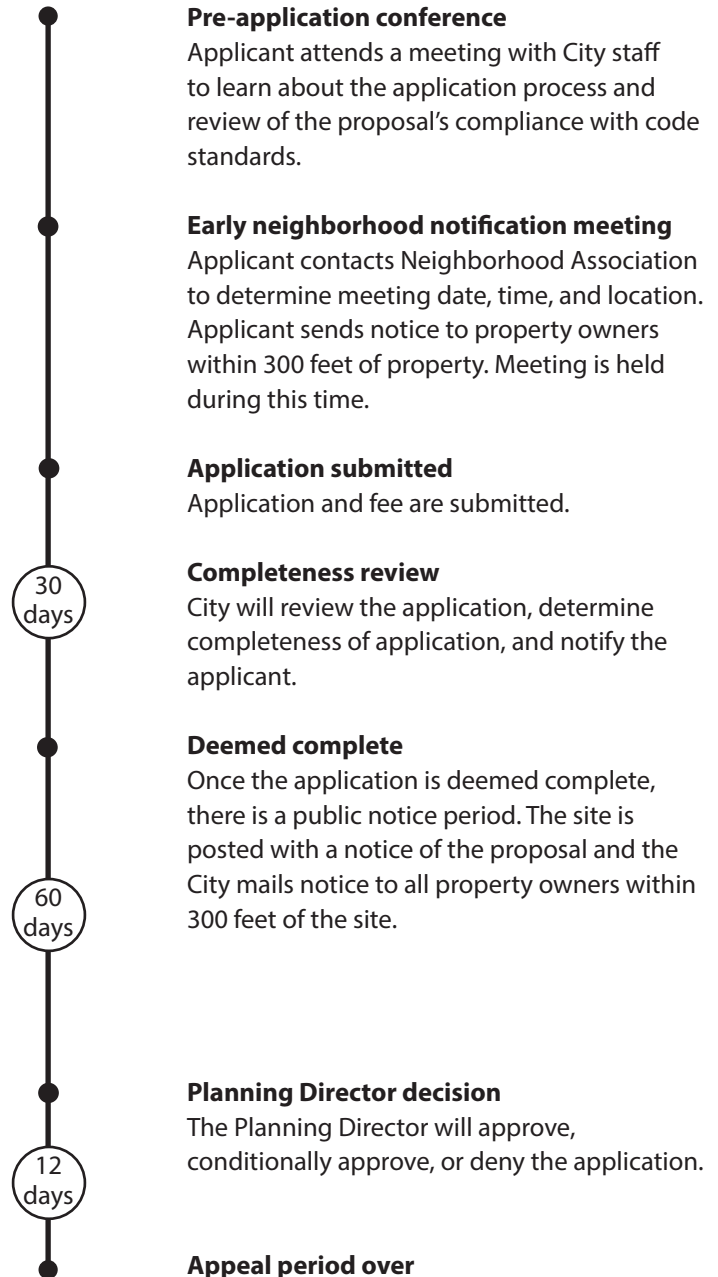 Pre-application conference
Applicant attends a meeting with City staff
to learn about the application process and
review of the proposal’s compliance with code
standards.
Early neighborhood notification meeting
Applicant contacts Neighborhood Association
to determine meeting date, time, and location.
Applicant sends notice to property owners
within 300 feet of property. Meeting is held
during this time.
Application submitted
Application and fee are submitted.
30
days
Completeness review
City will review the application, determine
completeness of application, and notify the
applicant.
Deemed complete
Once the application is deemed complete,
there is a public notice period. The site is
posted with a notice of the proposal and the
City mails notice to all property owners within
300 feet of the site.
60
days
Planning Director decision
The Planning Director will approve,
conditionally approve, or deny the application.
12
days
Appeal period over